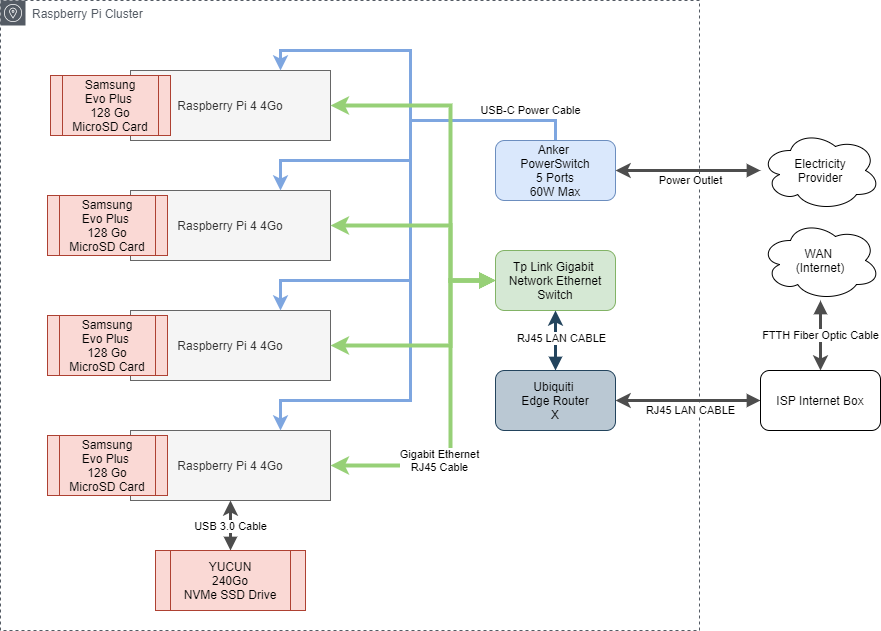 Raspberry Pi Cluster
Samsung
Evo Plus
128 Go
MicroSD Card
Raspberry Pi 4 4Go
USB-C Power Cable
Anker
PowerSwitch
5 Ports
60W Max
Power Outlet
Electricity
Provider
Samsung
Evo Plus
128 Go
MicroSD Card
Raspberry Pi 4 4Go
WAN
(Internet)
Tp Link Gigabit
Network Ethernet
Switch
FTTH Fiber Optic Cable
RJ45 LAN CABLE
Samsung
Evo Plus
128 Go
MicroSD Card
Raspberry Pi 4 4Go
Ubiquiti
Edge Router
X
RJ45 LAN CABLE
ISP Internet Box
Samsung
Evo Plus
128 Go
MicroSD Card
Raspberry Pi 4 4Go
Gigabit Ethernet
RJ45 Cable
USB 3.0 Cable
YUCUN
240Go
NVMe SSD Drive